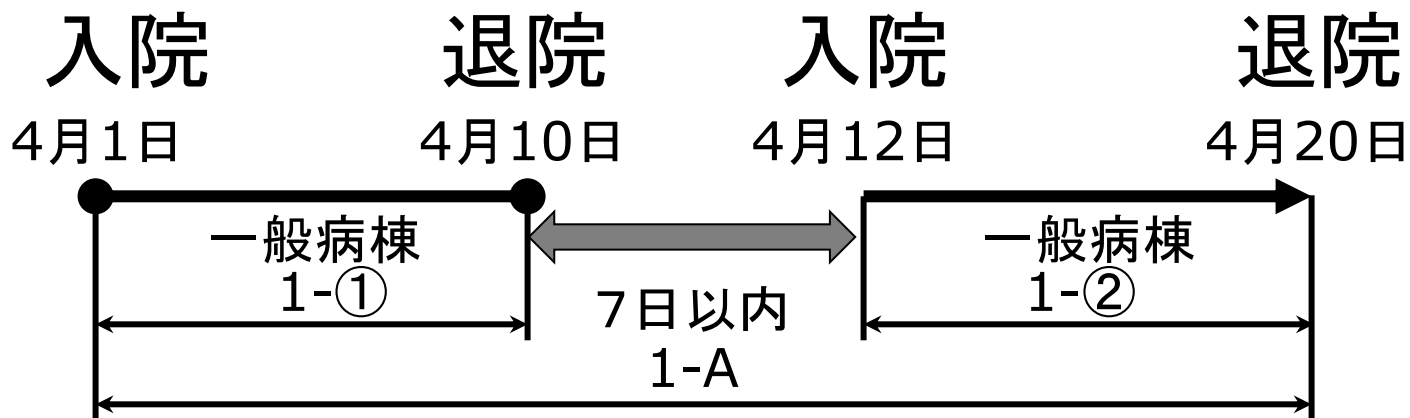 入院 退院 入院 退院
4月1日 4月10日 4月12日 4月20日
一般病棟 一般病棟
1-① 7日以内 1-②
1-A